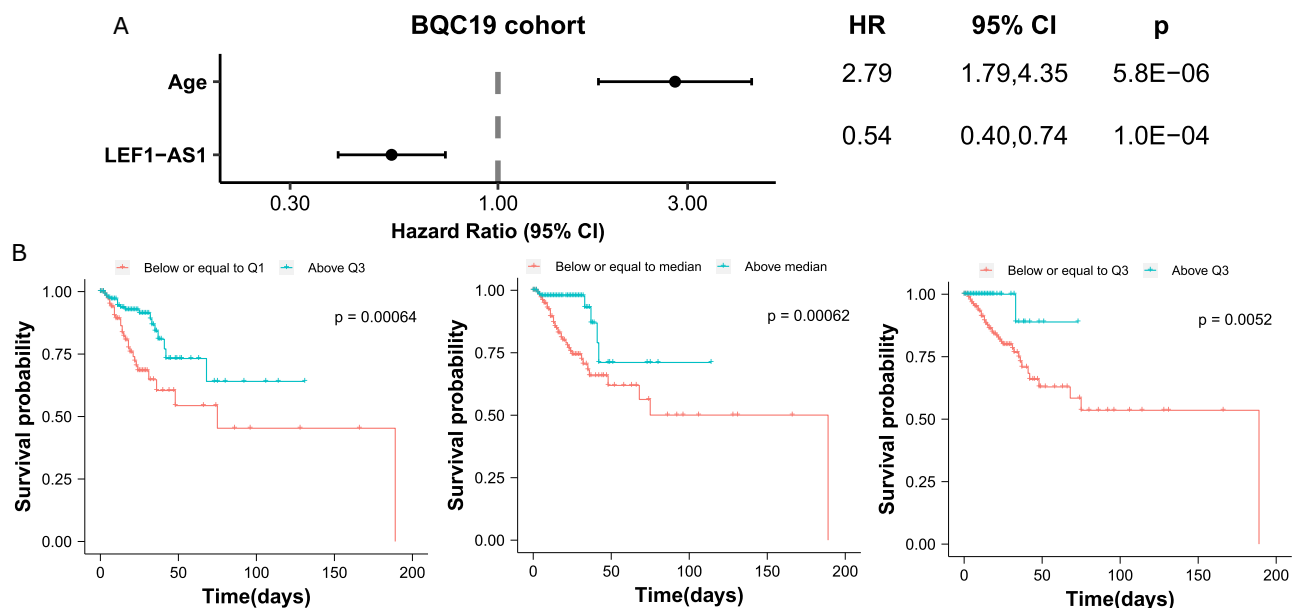 A
BQC19 cohort
HR 95% CI p
Age
2.79 1.79,4.35 5.8E−06
LEF1−AS1
0.54 0.40,0.74 1.0E−04
0.30 1.00 3.00
Hazard Ratio (95% CI)
B
Below or equal to Q1 Above Q3
p = 0.00064
Survival probability
1.00
0.75
0.50
0.25
0.00
0 50 100 150 200
Time(days)
Below or equal to median Above median
p = 0.00062
Survival probability
1.00
0.75
0.50
0.25
0.00
0 50 100 150 200
Time(days)
Below or equal to Q3 Above Q3
p = 0.0052
Survival probability
1.00
0.75
0.50
0.25
0.00
0 50 100 150 200
Time(days)